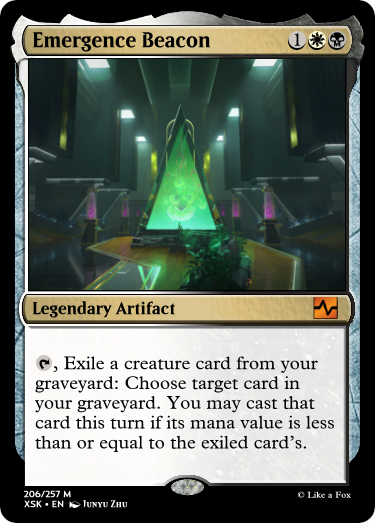 Emergence Beacon 1
Legendary Artifact
, Exile a creature card from your
graveyard: Choose target card in
your graveyard. You may cast that
card this turn if its mana value is less
than or equal to the exiled card's.
206/257 M
XSK • EN Junyu Zhu
© Like a Fox